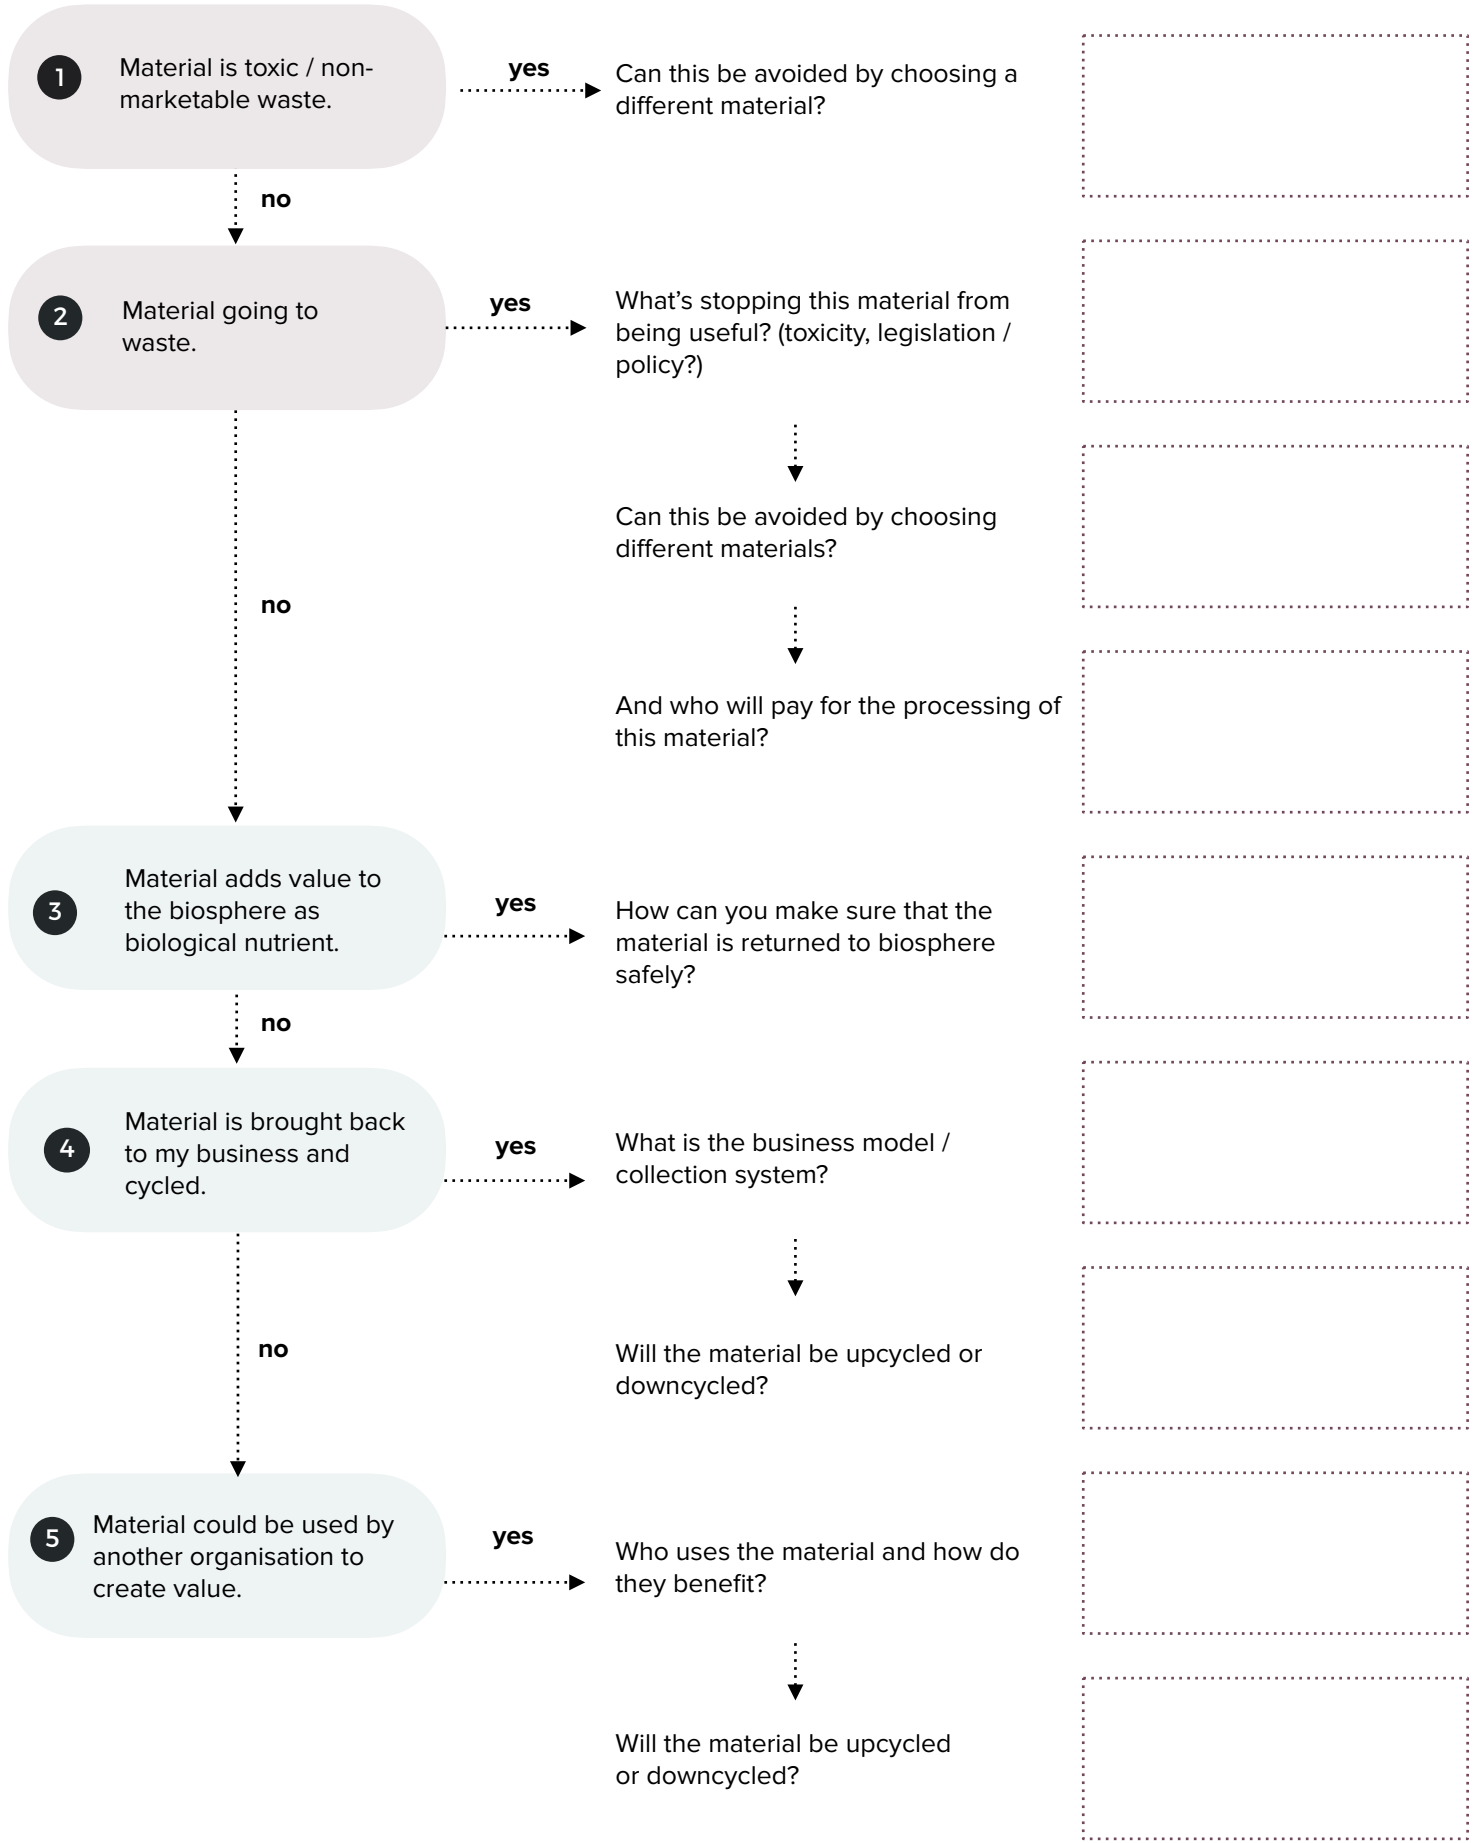 1
Material is toxic / non-
marketable waste.
yes
Can this be avoided by choosing a
different material?
no
2
Material going to
waste.
yes
What’s stopping this material from
being useful? (toxicity, legislation /
policy?)
Can this be avoided by choosing
different materials?
no
And who will pay for the processing of
this material?
3
Material adds value to
the biosphere as
biological nutrient.
yes
How can you make sure that the
material is returned to biosphere
safely?
no
4
Material is brought back
to my business and
cycled.
yes
What is the business model /
collection system?
no
Will the material be upcycled or
downcycled?
5
Material could be used by
another organisation to
create value.
yes
Who uses the material and how do
they benefit?
Will the material be upcycled
or downcycled?